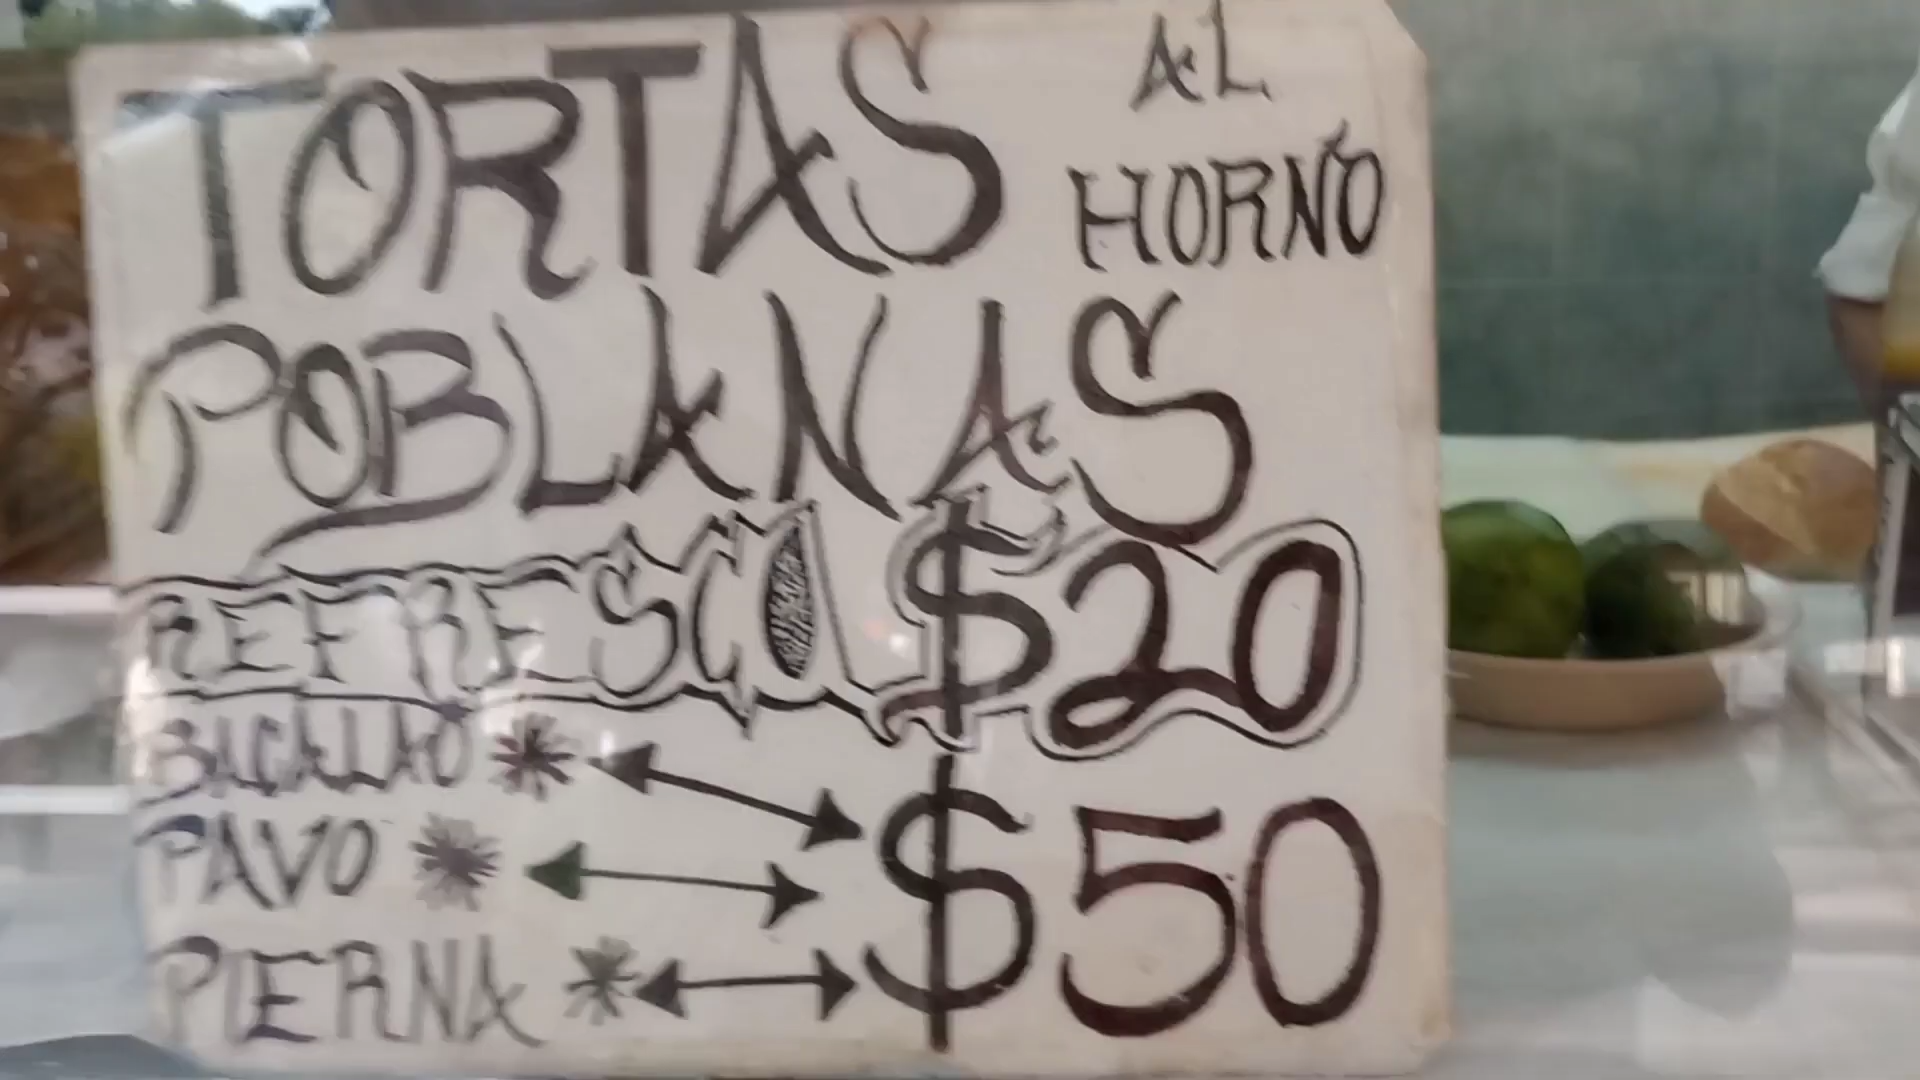 TORTAS AL HORNO
POBLANAS
REFRESCO $20
BACALAO
PAVO
PIERNA $50